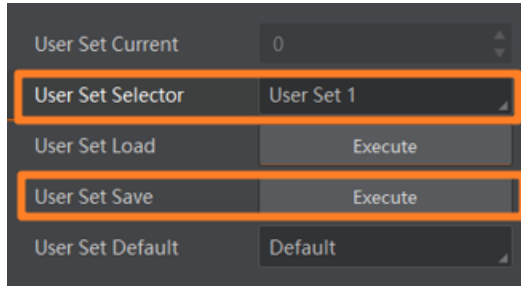 User Set Current 0
User Set Selector User Set 1
User Set Load Execute
User Set Save Execute
User Set Default Default